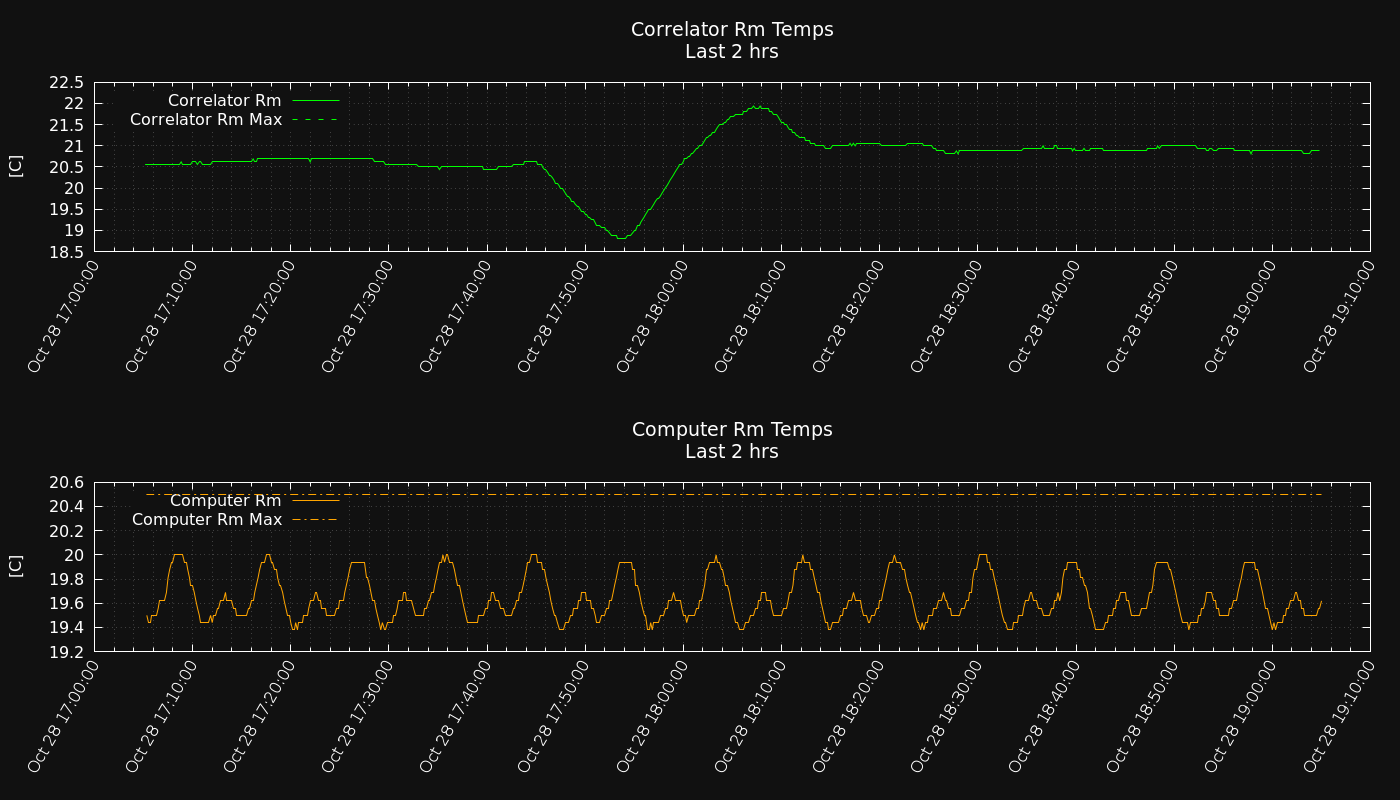 Correlator Rm Temps
Last 2 hrs
22.5
22
21.5
21
20.5
20
19.5
19
18.5
[C]
Correlator Rm
Correlator Rm Max
Oct 28 17:00:00
Oct 28 17:10:00
Oct 28 17:20:00
Oct 28 17:30:00
Oct 28 17:40:00
Oct 28 17:50:00
Oct 28 18:00:00
Oct 28 18:10:00
Oct 28 18:20:00
Oct 28 18:30:00
Oct 28 18:40:00
Oct 28 18:50:00
Oct 28 19:00:00
Oct 28 19:10:00
Computer Rm Temps
Last 2 hrs
20.6
20.4
20.2
20
19.8
19.6
19.4
19.2
[C]
Computer Rm
Computer Rm Max
Oct 28 17:00:00
Oct 28 17:10:00
Oct 28 17:20:00
Oct 28 17:30:00
Oct 28 17:40:00
Oct 28 17:50:00
Oct 28 18:00:00
Oct 28 18:10:00
Oct 28 18:20:00
Oct 28 18:30:00
Oct 28 18:40:00
Oct 28 18:50:00
Oct 28 19:00:00
Oct 28 19:10:00